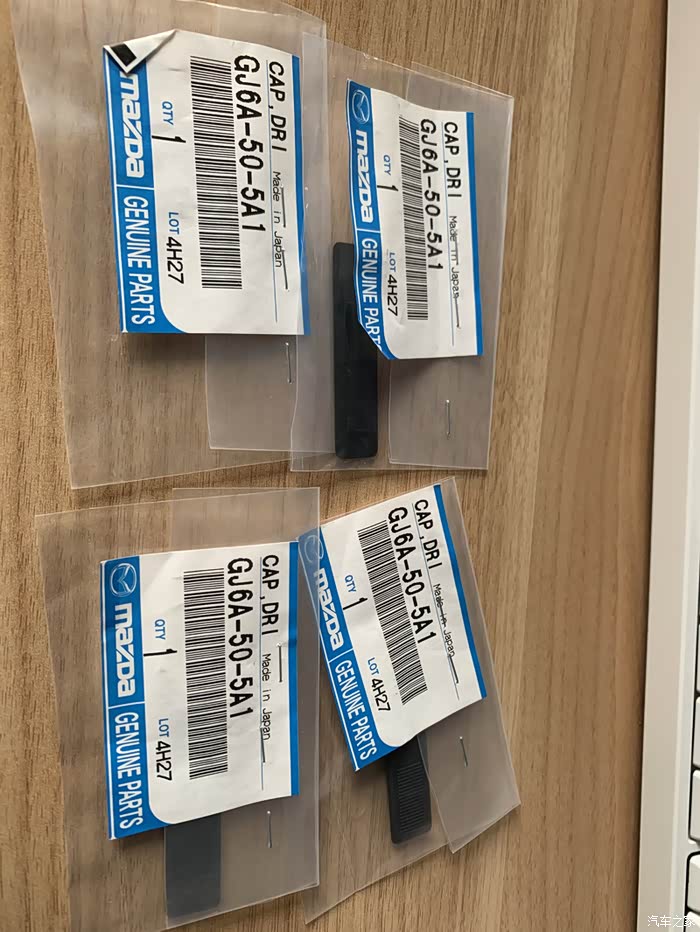 CAP,DRI
GJ6A-50-5A1
Made in Japan
QTY 1
LOT 4H27
mazda GENUINE PARTS
CAP,DRI
GJ6A-50-5A1
Made in Japan
QTY 1
LOT 4H27
mazda GENUINE PART
CAP,DRI
GJ6A-50-5A1
Made in Japan
QTY 1
LOT 4H27
mazda GENUINE PARTS
CAP,DRI
GJ6A-50-5A1
Made in Japan
QTY 1
LOT 4H27
mazda GENUINE PARTS
汽车之家